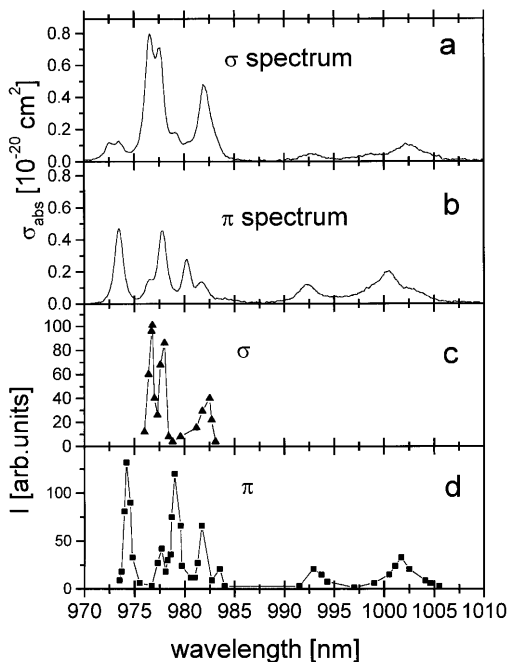 0.8
0.6
0.4
0.2
0.0
a
σ spectrum
σabs [10-20 cm2]
0.8
0.6
0.4
0.2
0.0
b
π spectrum
100
80
60
40
20
0
c
σ
I [arb.units]
100
50
0
d
π
970 975 980 985 990 995 1000 1005 1010
wavelength [nm]